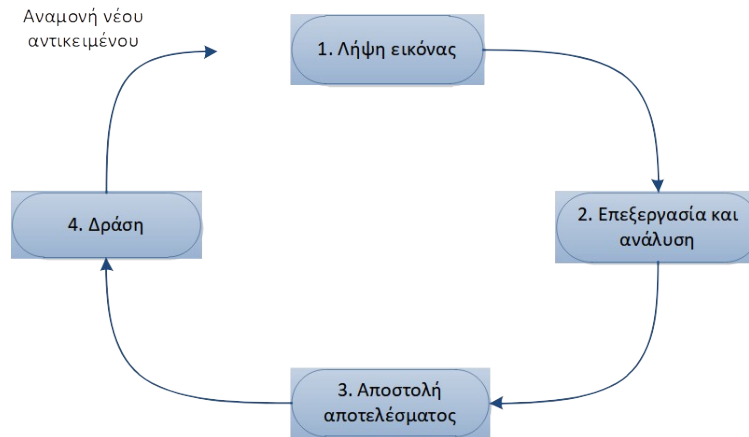 Αναμονή νέου
αντικειμένου
1. Λήψη εικόνας
2. Επεξεργασία και
ανάλυση
3. Αποστολή
αποτελέσματος
4. Δράση